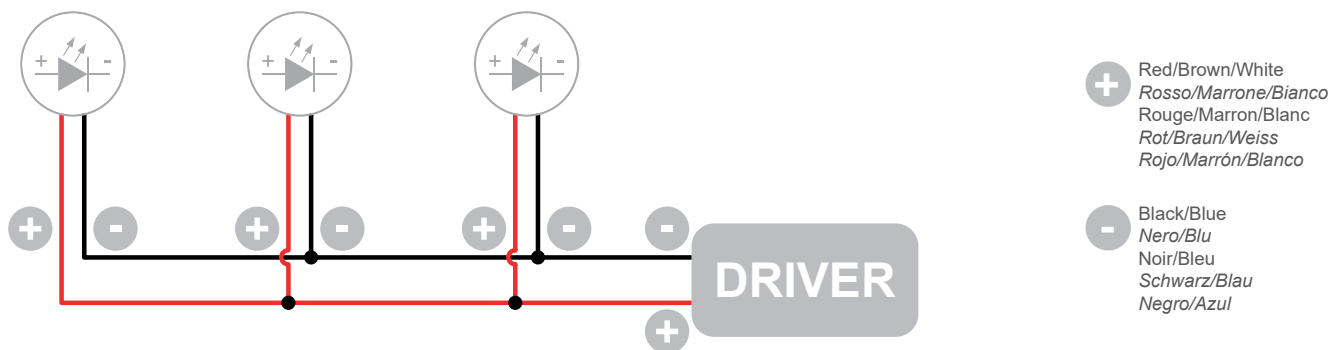 + -
+ -
+ -
+ - + - + - -
DRIVER
+
+
Red/Brown/White
Rosso/Marrone/Bianco
Rouge/Marron/Blanc
Rot/Braun/Weiss
Rojo/Marrón/Blanco
-
Black/Blue
Nero/Blu
Noir/Bleu
Schwarz/Blau
Negro/Azul